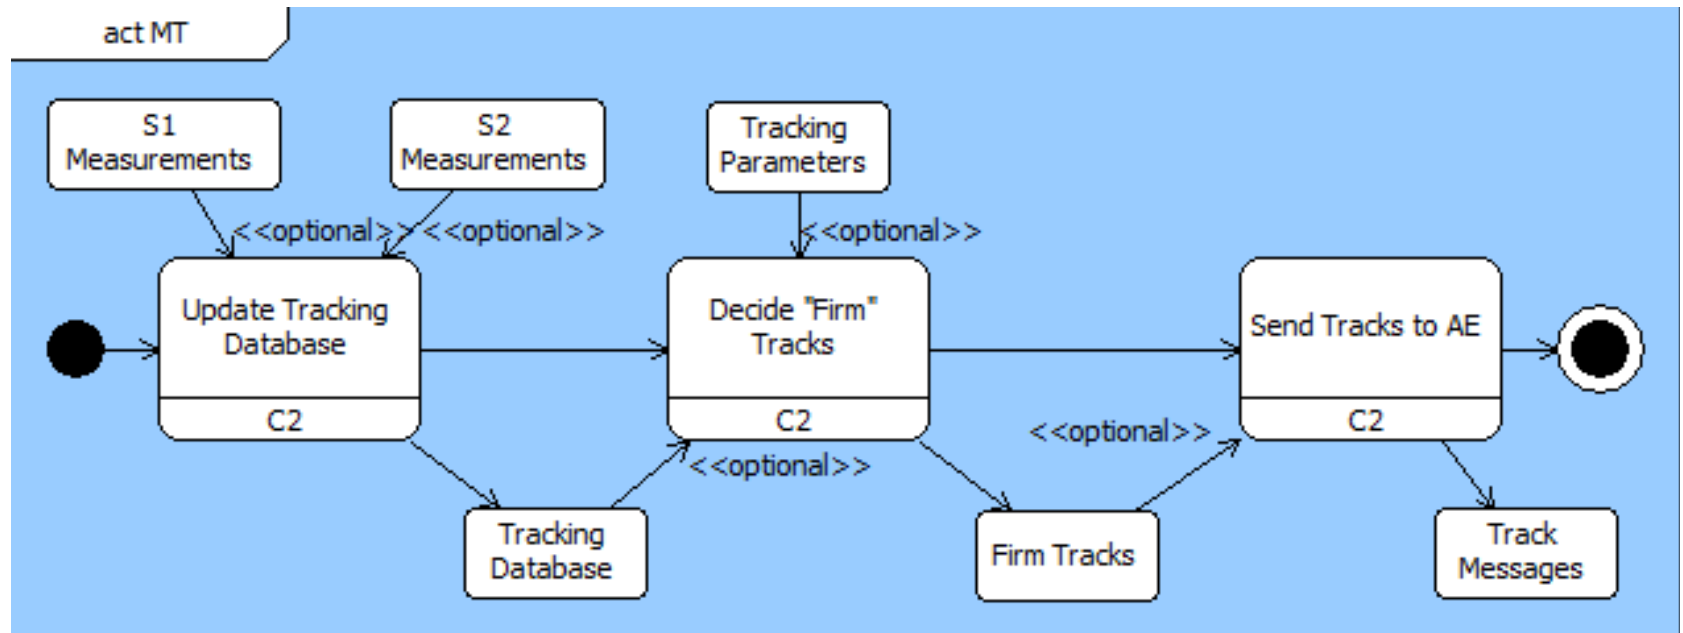 act MT
S1
Measurements
S2
Measurements
Tracking
Parameters
<<optional>>
<<optional>>
<<optional>>
Update Tracking
Database
C2
Decide "Firm"
Tracks
C2
Send Tracks to AE
C2
<<optional>>
<<optional>>
Tracking
Database
Firm Tracks
Track
Messages